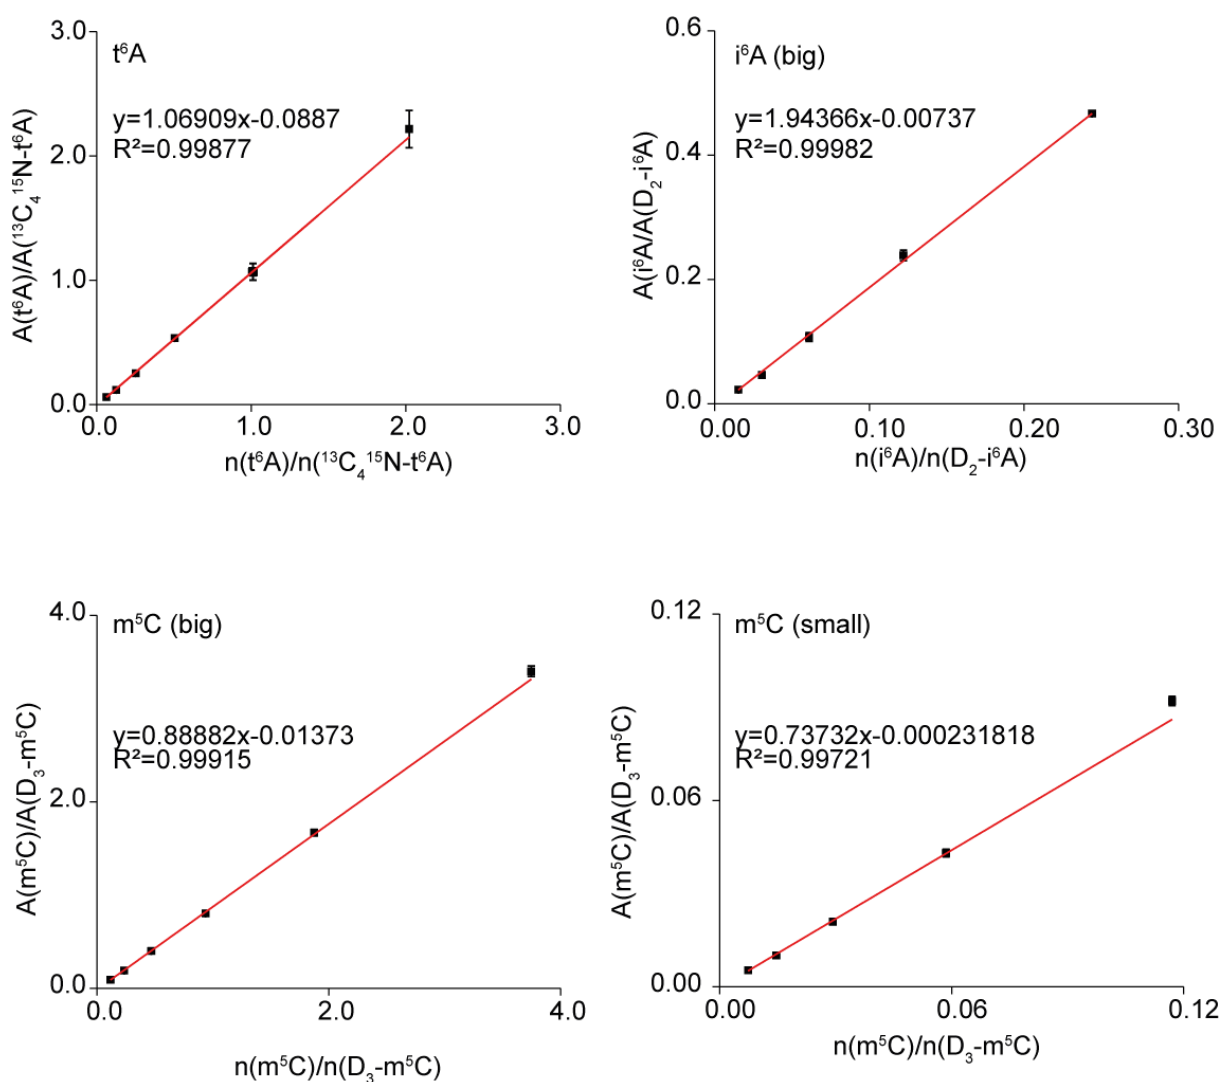 t⁶A
y=1.06909x-0.0887
R²=0.99877
A(t⁶A)/A(¹³C₄¹⁵N-t⁶A)
3.0
2.0
1.0
0.0
0.0 1.0 2.0 3.0
n(t⁶A)/n(¹³C₄¹⁵N-t⁶A)
i⁶A (big)
y=1.94366x-0.00737
R²=0.99982
A(i⁶A/A(D₂-i⁶A)
0.6
0.4
0.2
0.0
0.00 0.10 0.20 0.30
n(i⁶A)/n(D₂-i⁶A)
m⁵C (big)
y=0.88882x-0.01373
R²=0.99915
A(m⁵C)/A(D₃-m⁵C)
4.0
2.0
0.0
0.0 2.0 4.0
n(m⁵C)/n(D₃-m⁵C)
m⁵C (small)
y=0.73732x-0.000231818
R²=0.99721
A(m⁵C)/A(D₃-m⁵C)
0.12
0.06
0.00
0.00 0.06 0.12
n(m⁵C)/n(D₃-m⁵C)